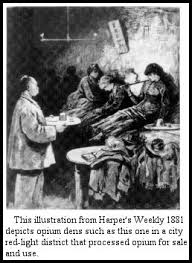 This illustration from Harper's Weekly 1881
depicts opium dens such as this one in a city
red-light district that processed opium for sale
and use.